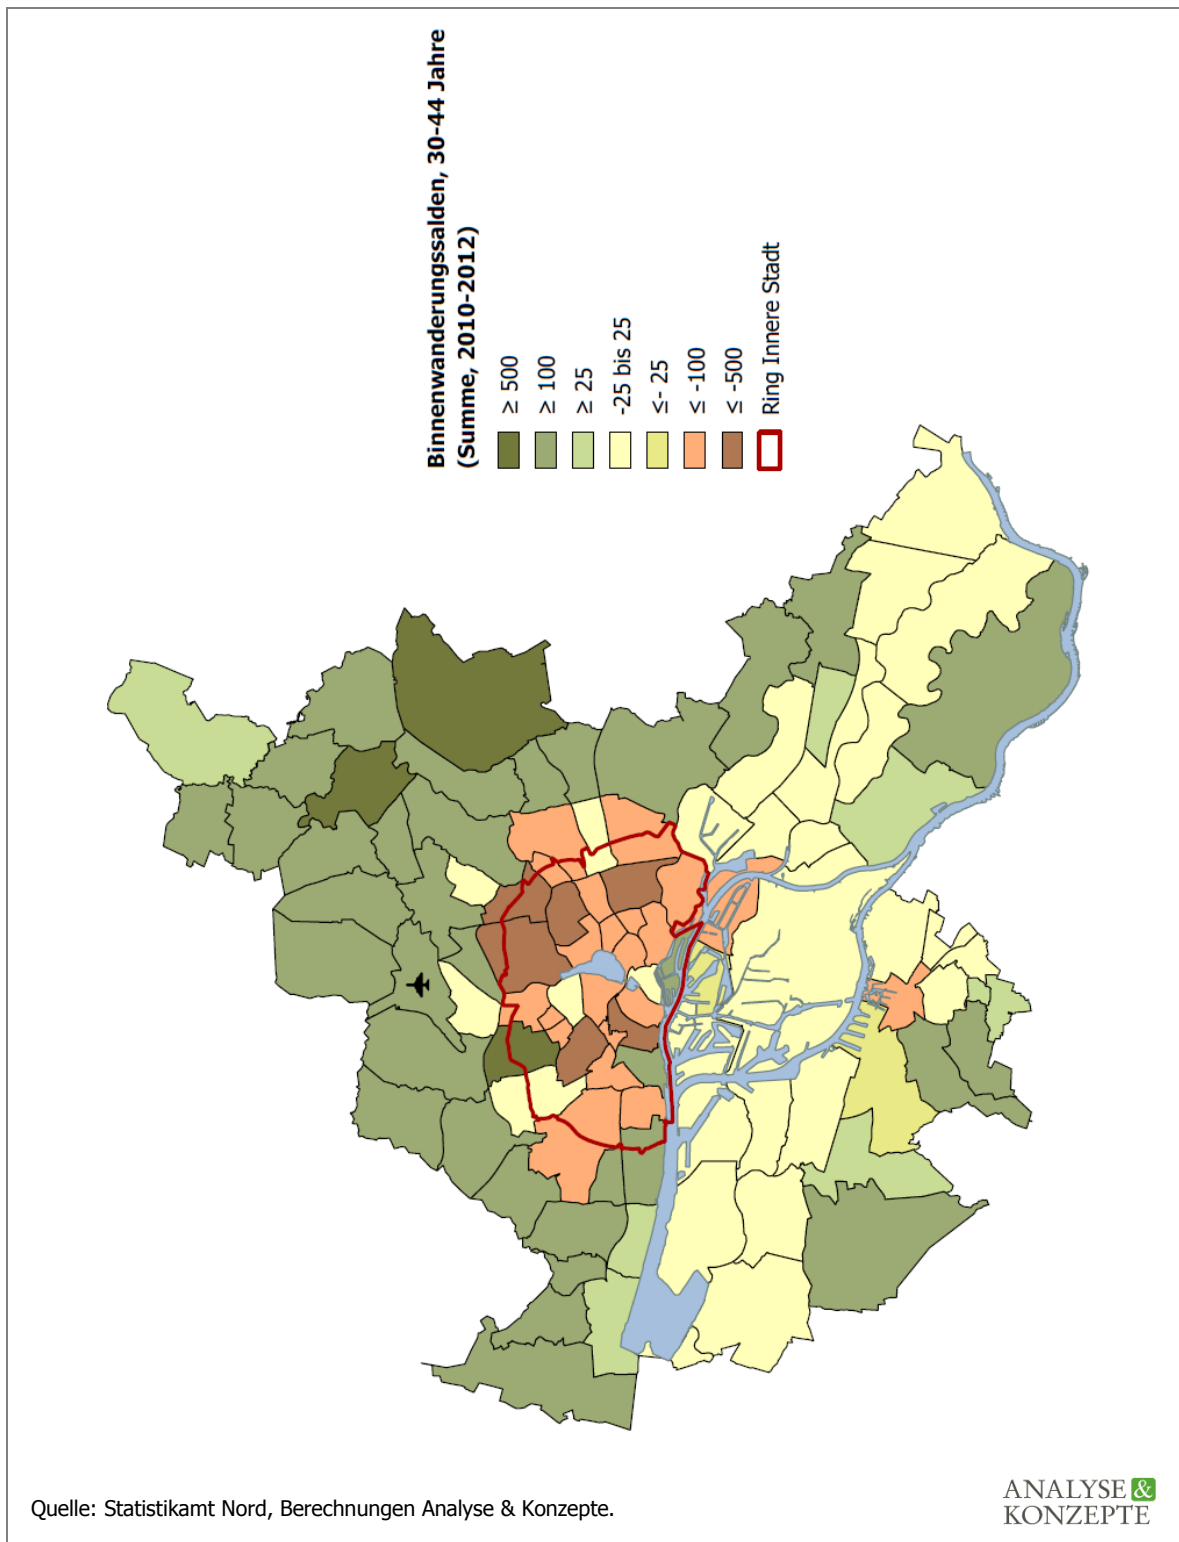 Binnenwanderungssalden, 30-44 Jahre
(Summe, 2010-2012)
≥ 500
≥ 100
≥ 25
-25 bis 25
≤- 25
≤ -100
≤ -500
Ring Innere Stadt
Quelle: Statistikamt Nord, Berechnungen Analyse & Konzepte.
ANALYSE &
KONZEPTE